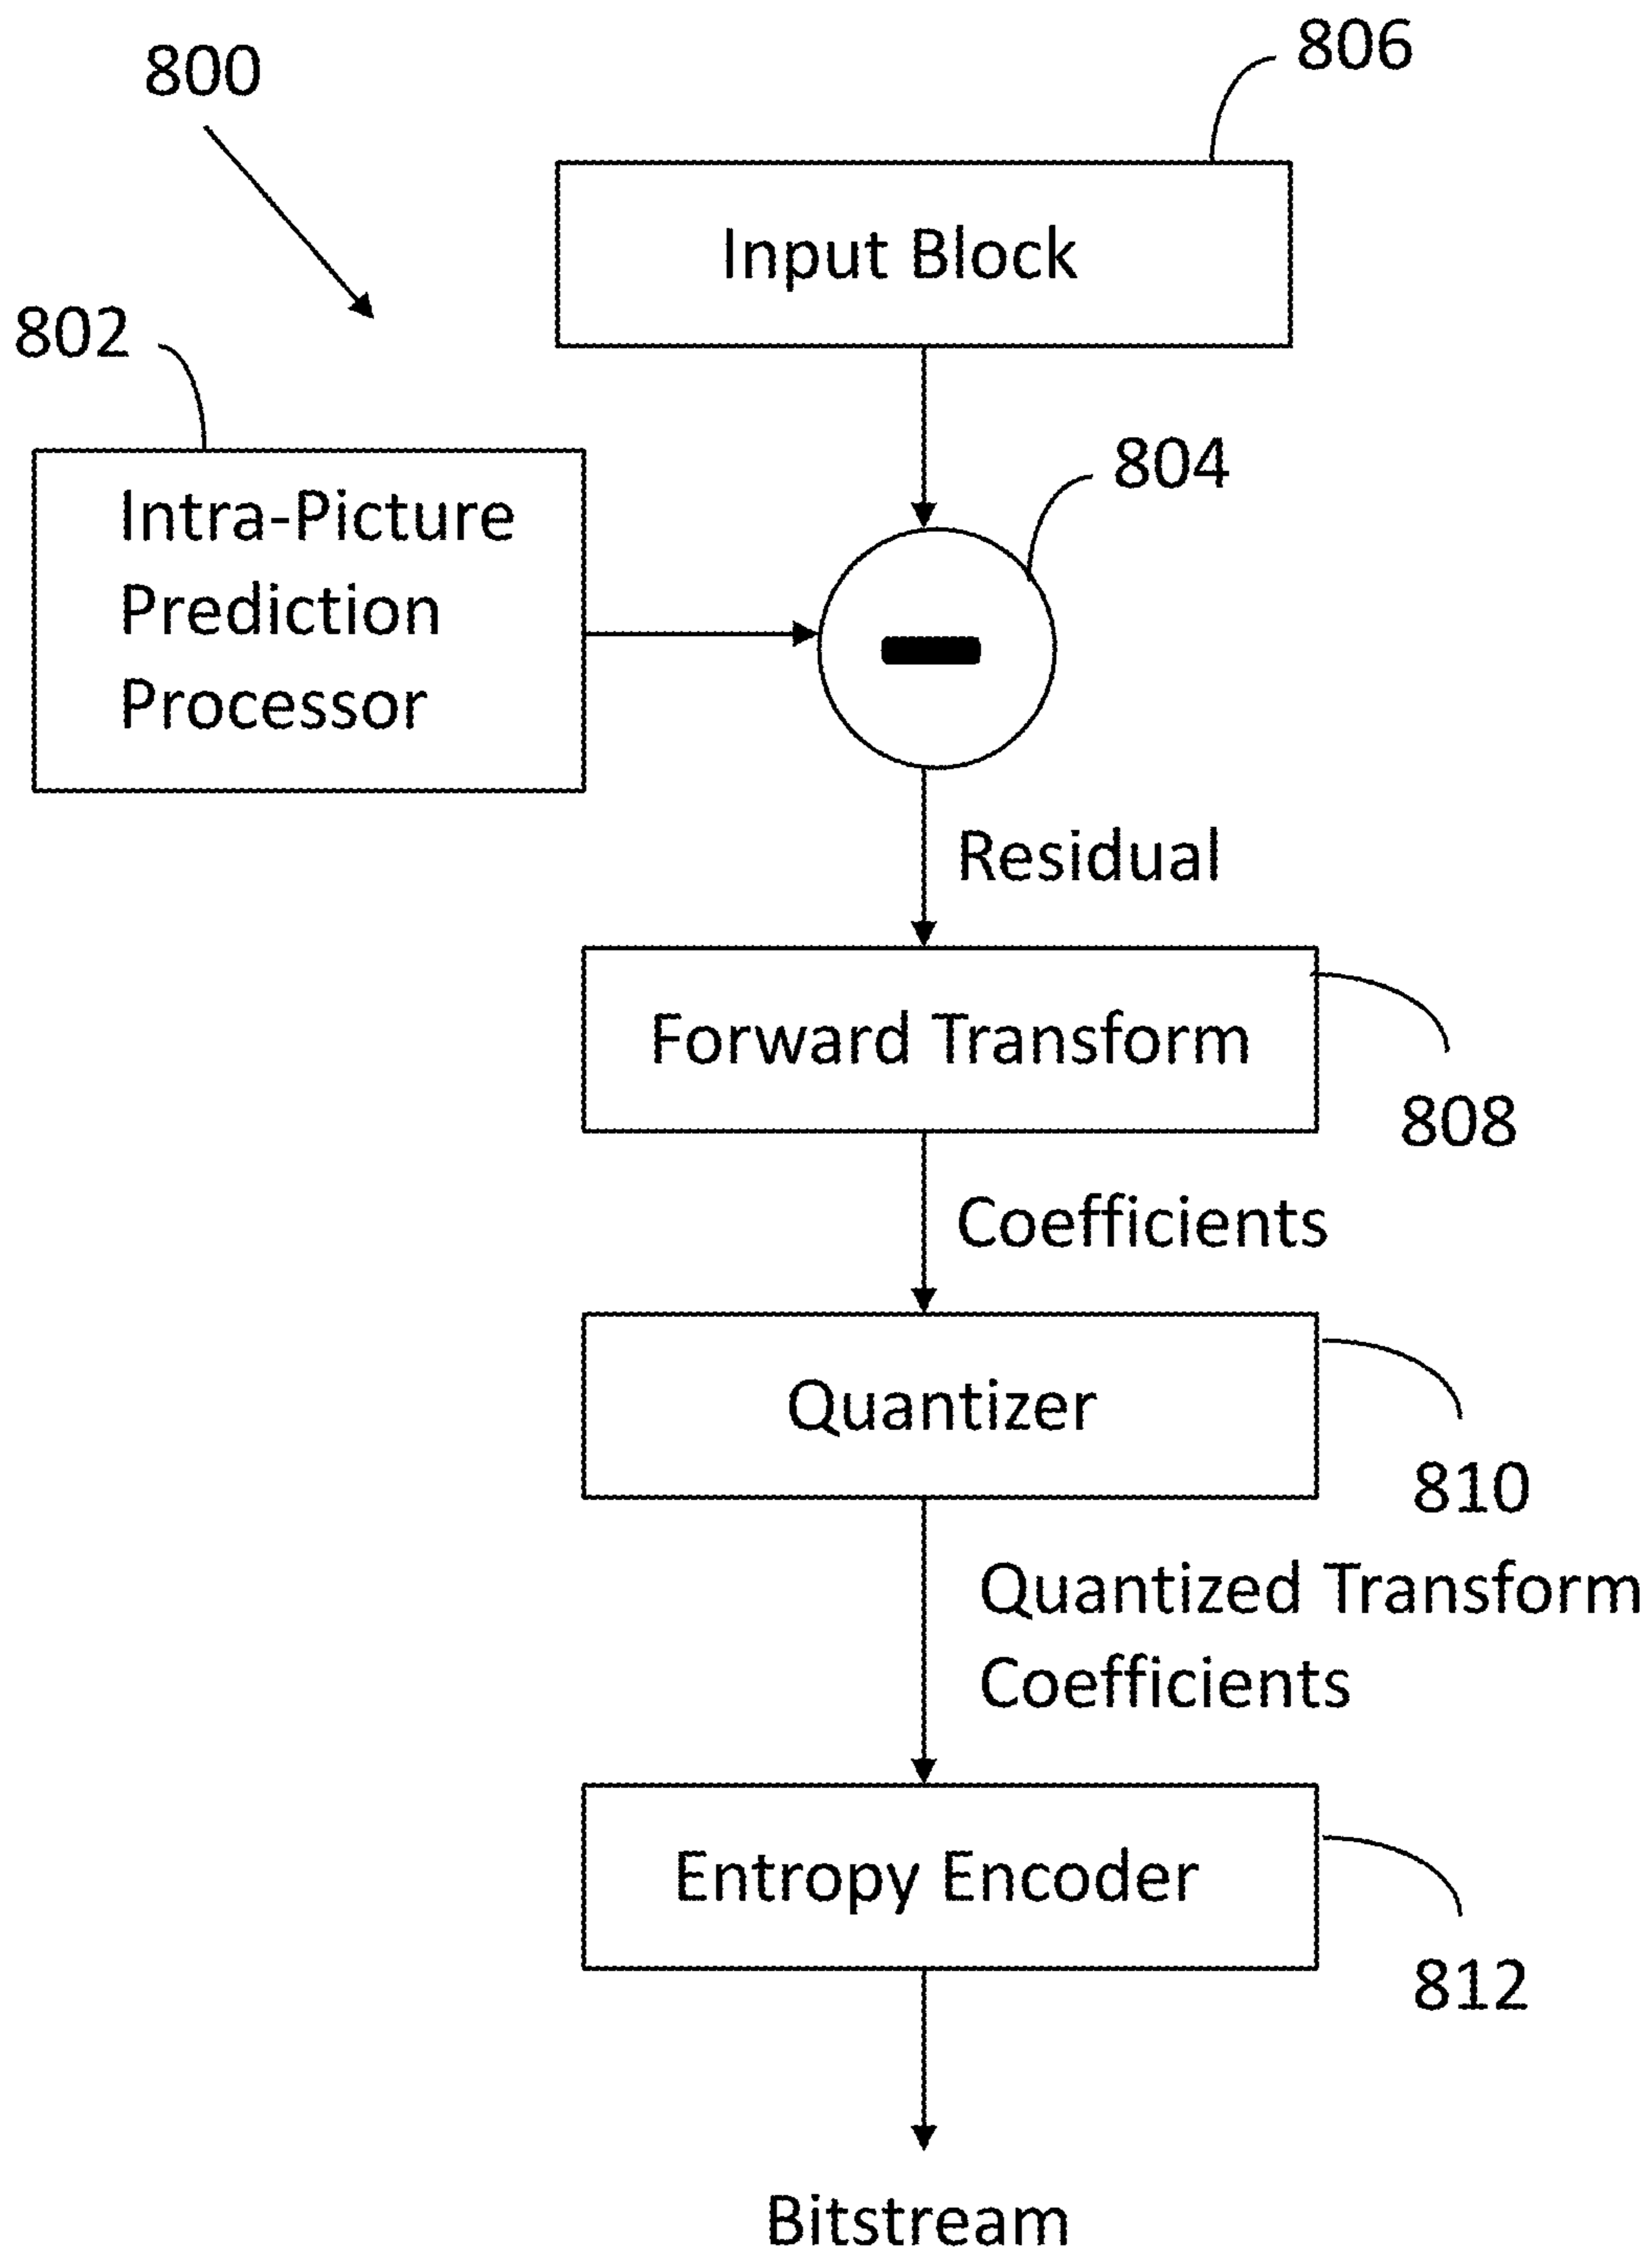 806
800
Input Block
802
804
Intra-Picture
Prediction
Processor
Residual
Forward Transform
808
Coefficients
Quantizer
810
Quantized Transform
Coefficients
Entropy Encoder
812
Bitstream